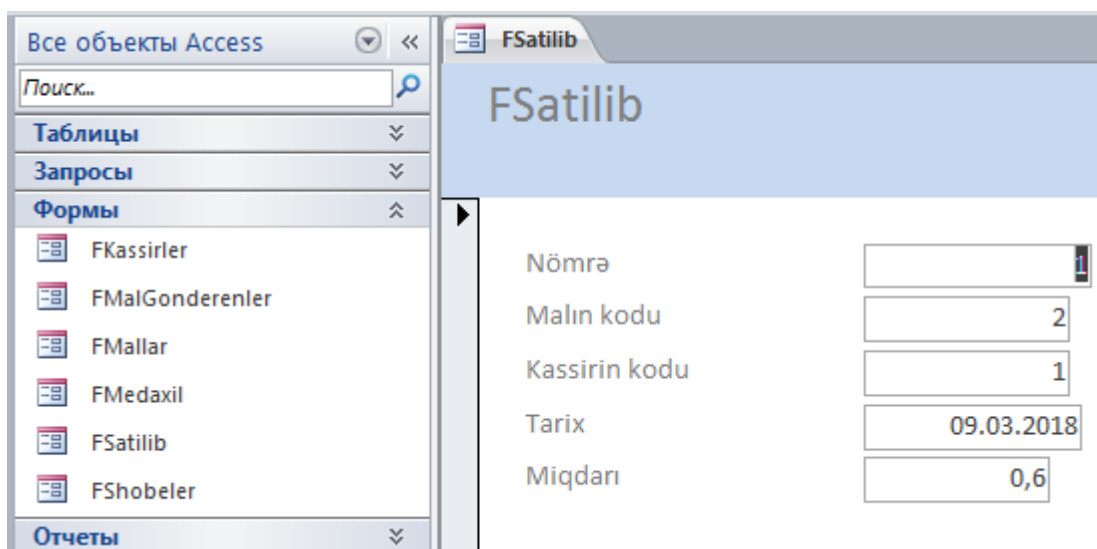 Все объекты Access
Поиск...
Таблицы
Запросы
Формы
FKassirler
FMalGonderenler
FMallar
FMedaxil
FSatilib
FShobeler
Отчеты
FSatilib
FSatilib
Nömrə 1
Malın kodu 2
Kassirin kodu 1
Tarix 09.03.2018
Miqdarı 0,6